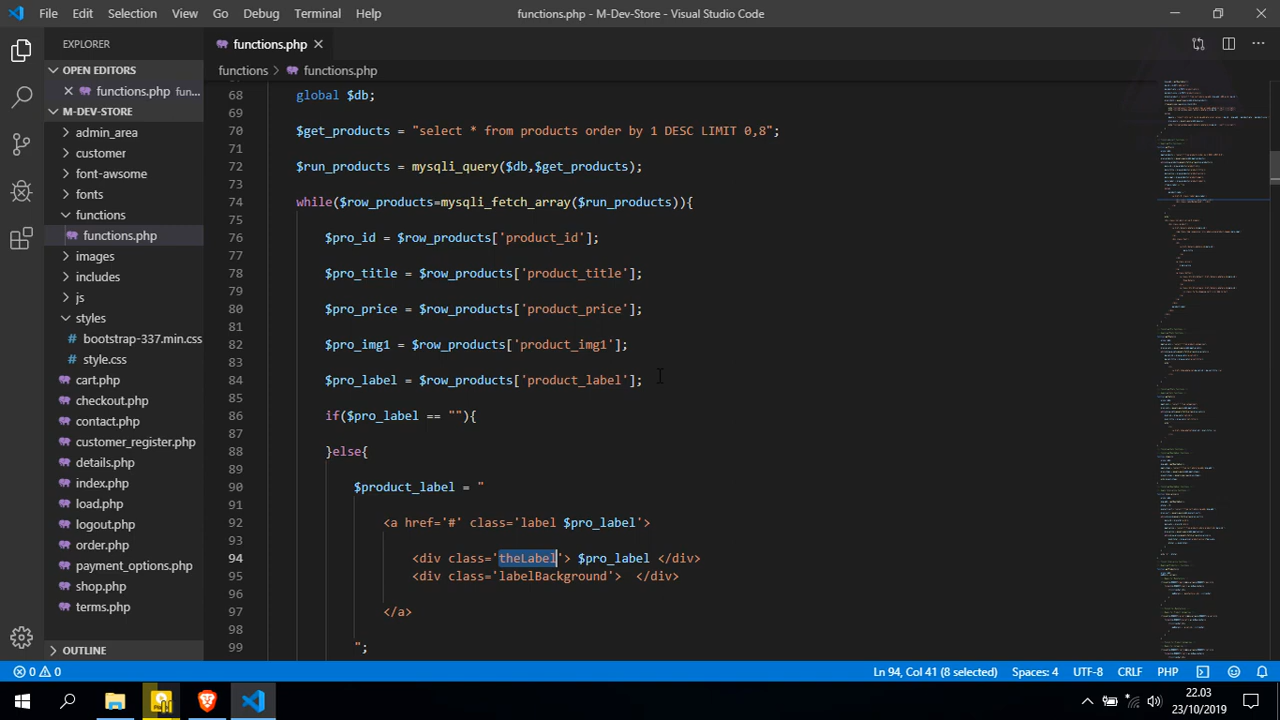 File Edit Selection View Go Debug Terminal Help
functions.php - M-Dev-Store - Visual Studio Code
EXPLORER
functions.php
OPEN EDITORS
functions.php fun...
functions > functions.php
M-DEV-STORE
admin_area
customer
font-awsome
fonts
functions
functions.php
images
includes
js
styles
bootstrap-337.min.css
style.css
cart.php
checkout.php
contact.php
customer_register.php
details.php
index.php
load.php
logout.php
order.php
payment_options.php
shop.php
terms.php
OUTLINE
68 global $db;
69
70 $get_products = "select * from products order by 1 DESC LIMIT 0,8";
71
72 $run_products = ($db,$get_products);
73
74 while($row_products= ($run_products)){
75
76 $pro_id = $row_products['product_id'];
77
78 $pro_title = $row_products['product_title'];
79
80 $pro_price = $row_products['product_price'];
81
82 $pro_img1 = $row_products['product_img1'];
83
84 $pro_label = $row_products['product_label'];
85
86 if($pro_label == "")
87
88 }else{
89
90 $product_label = "
91
92 <a href='#' 'label $pro_label'>
93
94 <div $pro_label </div>
95 <div 'labelBackground'> </div>
96
97 </a>
98
99 ";
0 0
Ln 94, Col 41 (8 selected) Spaces: 4 UTF-8 CRLF PHP
22.03
23/10/2019